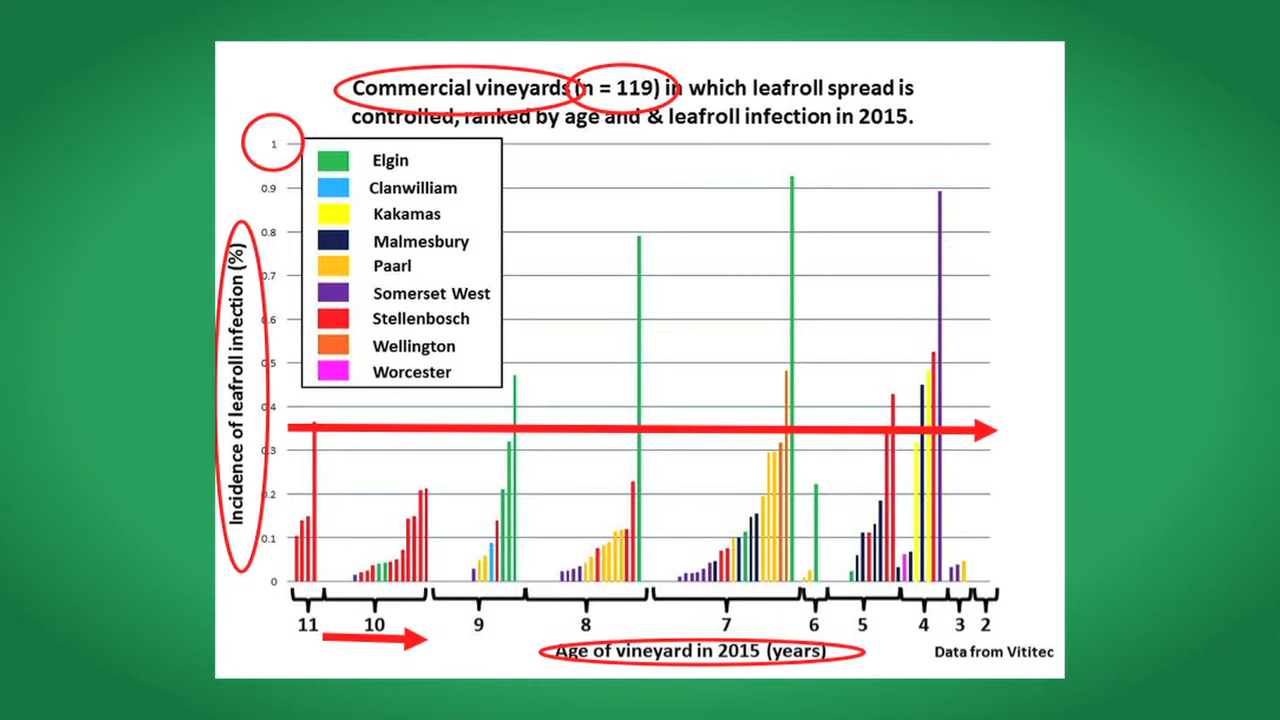 Commercial vineyards (n = 119) in which leafroll spread is
controlled, ranked by age and & leafroll infection in 2015.
Incidence of leafroll infection (%)
1
0.9
0.8
0.7
0.6
0.5
0.4
0.3
0.2
0.1
0
Elgin
Clanwilliam
Kakamas
Malmesbury
Paarl
Somerset West
Stellenbosch
Wellington
Worcester
11 10 9 8 7 6 5 4 3 2
Age of vineyard in 2015 (years)
Data from Vititec